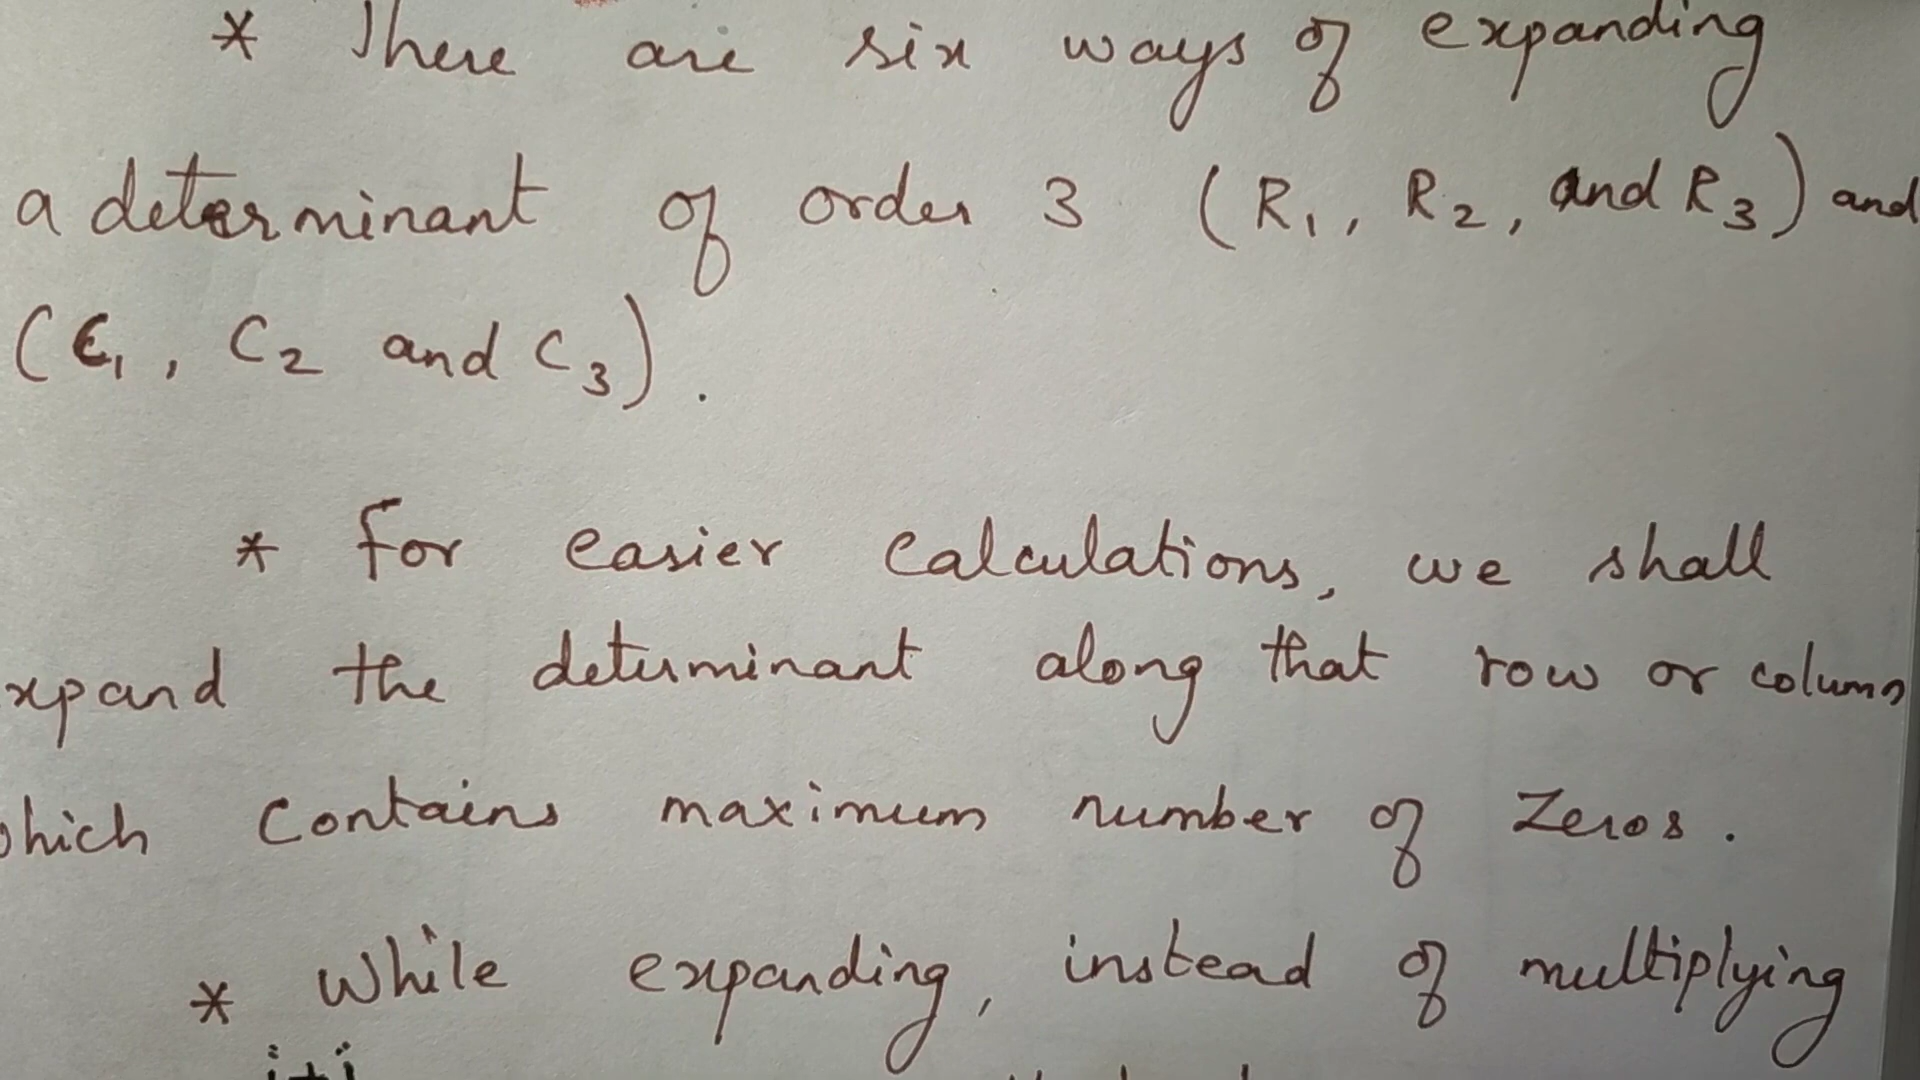 * There are six ways of expanding
a determinant of order 3 (R₁, R₂, and R₃) and
(C₁, C₂ and C₃).
* For easier calculations, we shall
xpand the determinant along that row or column
hich contains maximum number of Zeros.
* While expanding, instead of multiplying
i+j